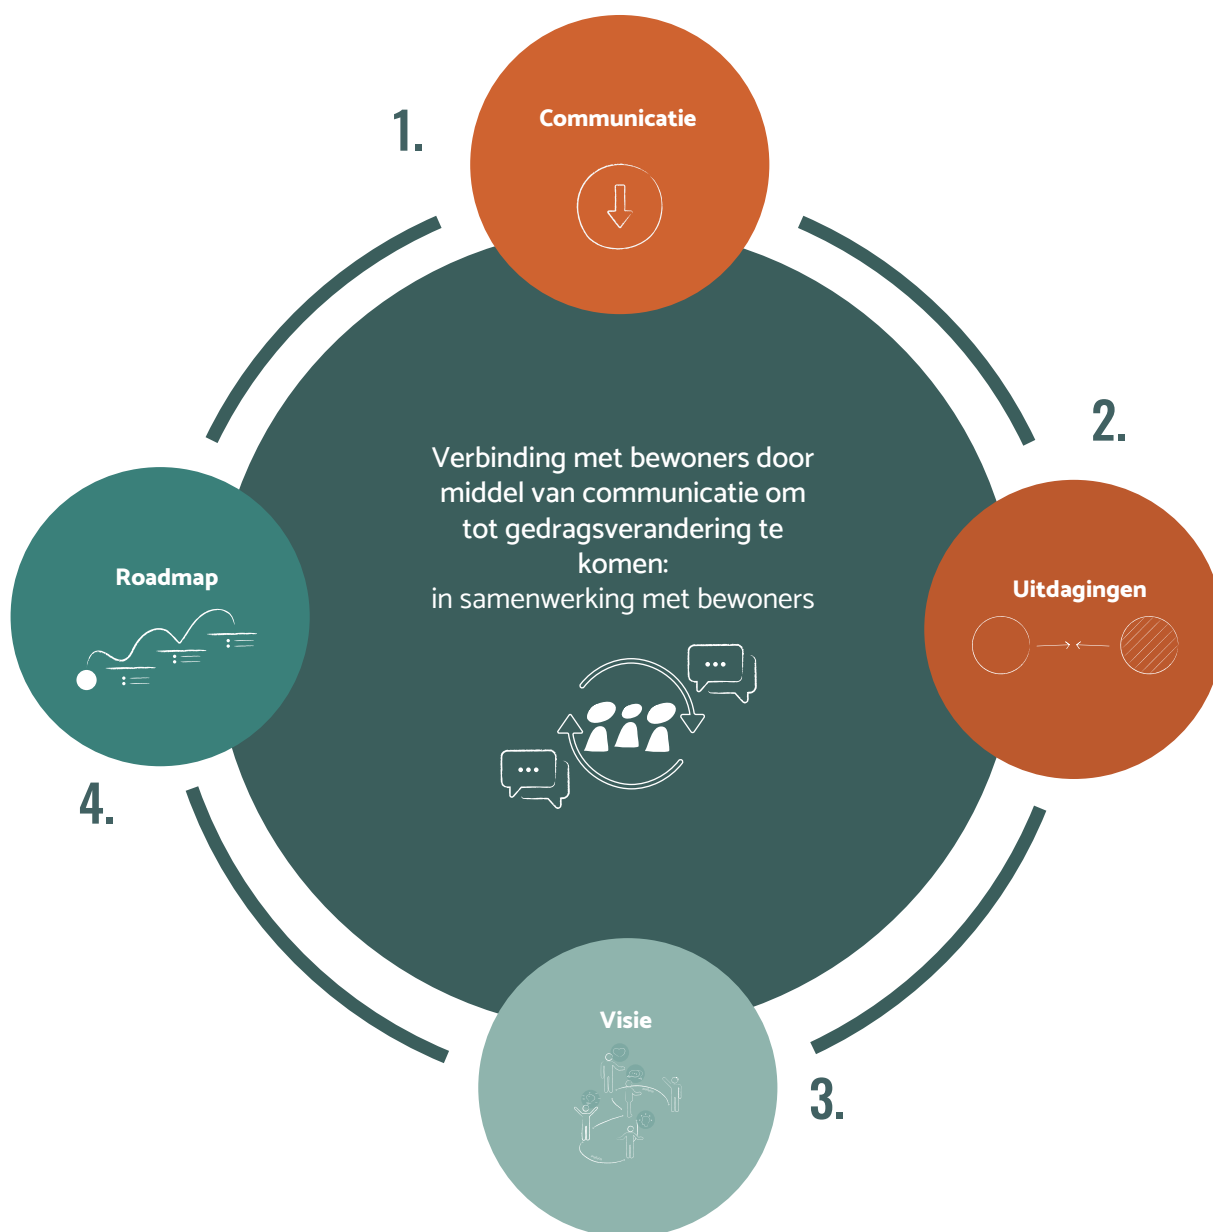 1.
Communicatie
2.
Uitdagingen
Verbinding met bewoners door
middel van communicatie om
tot gedragsverandering te
komen:
in samenwerking met bewoners
Roadmap
4.
Visie
3.